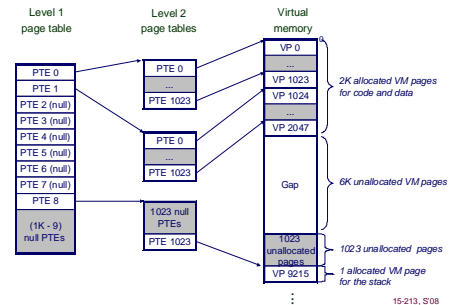 Level 1
page table
Level 2
page tables
Virtual
memory
0
PTE 0
PTE 1
PTE 2 (null)
PTE 3 (null)
PTE 4 (null)
PTE 5 (null)
PTE 6 (null)
PTE 7 (null)
PTE 8
(1K - 9)
null PTEs
PTE 0
...
PTE 1023
PTE 0
...
PTE 1023
1023 null
PTEs
PTE 1023
VP 0
...
VP 1023
VP 1024
...
VP 2047
Gap
1023
unallocated
pages
VP 9215
2K allocated VM pages
for code and data
6K unallocated VM pages
1023 unallocated pages
1 allocated VM page
for the stack
15-213, S'08